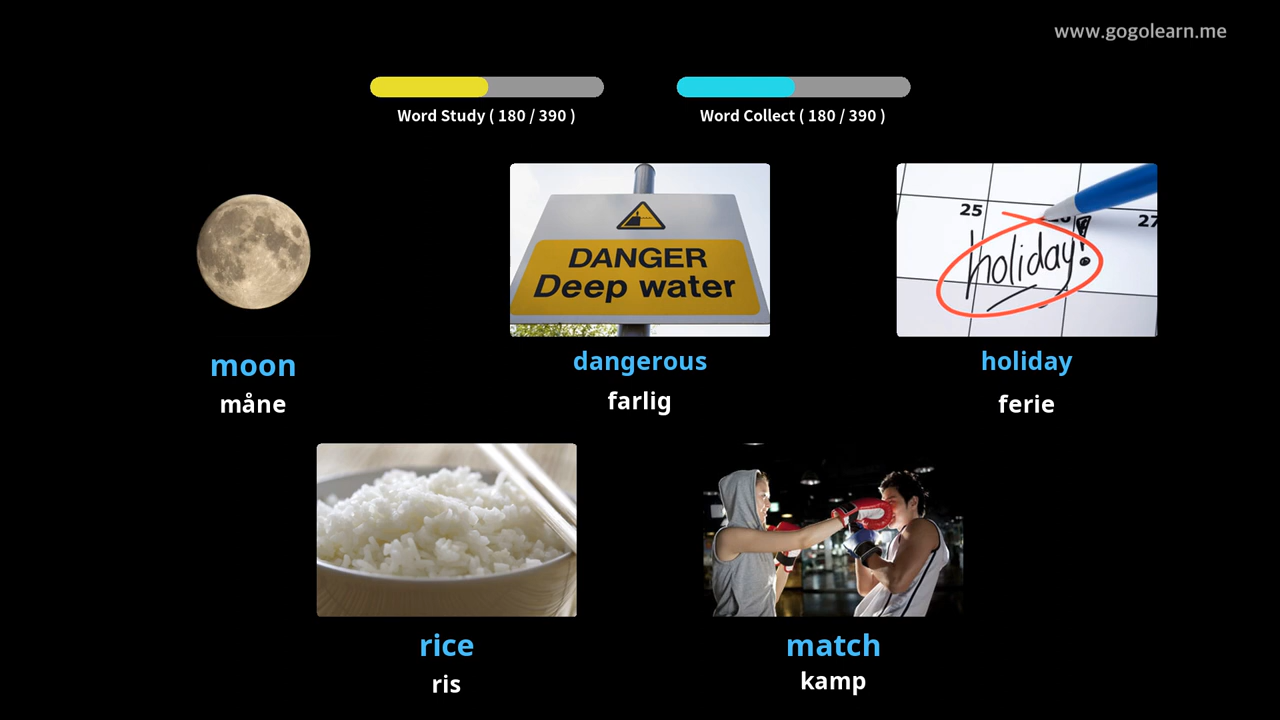 www.gogolearn.me
Word Study ( 180 / 390 )
Word Collect ( 180 / 390 )
DANGER
Deep water
25
27
holiday!
moon
måne
dangerous
farlig
holiday
ferie
rice
ris
match
kamp